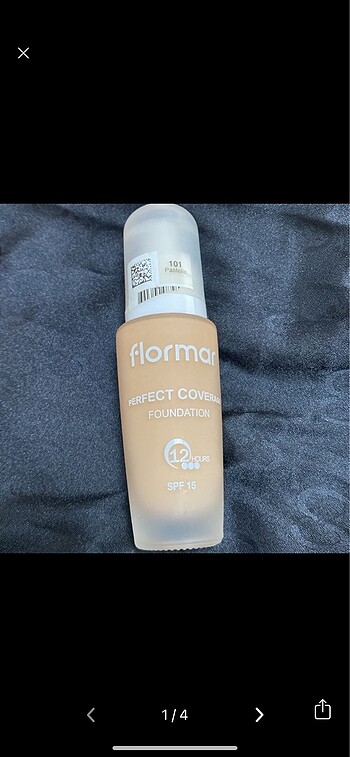 101
flormar
PERFECT COVERAGE
FOUNDATION
12 HOURS
SPF 15
1/4